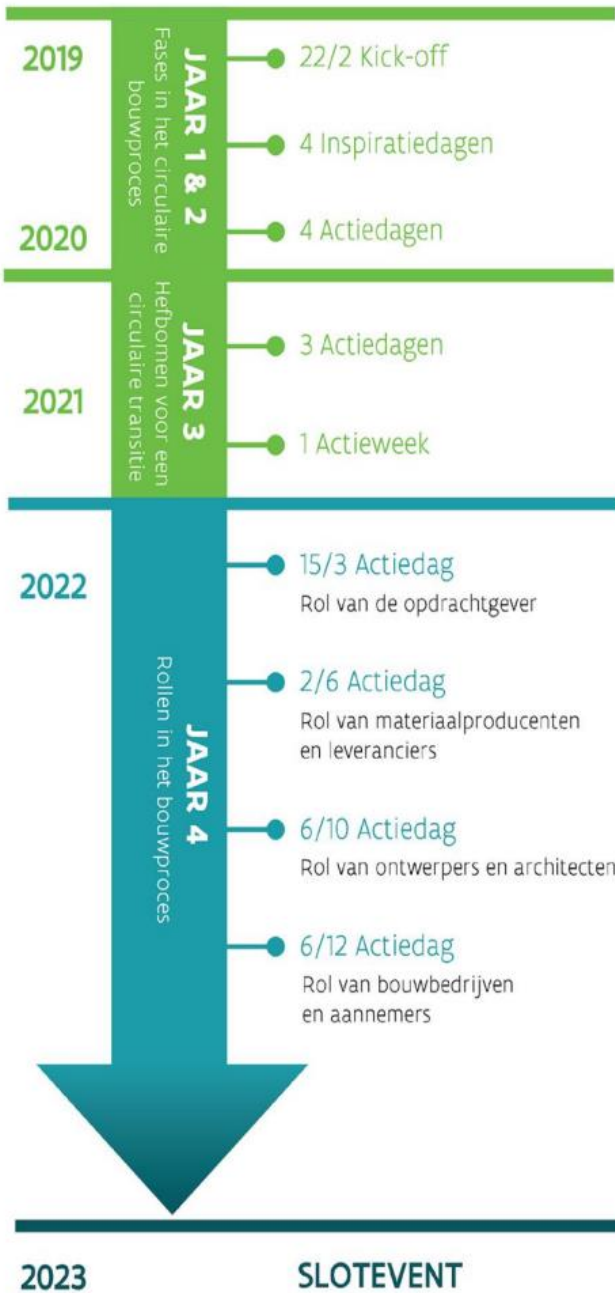 2019
JAAR 1 & 2
Fases in het circulaire
bouwproces
22/2 Kick-off
4 Inspiratiedagen
2020
4 Actiedagen
JAAR 3
Hefbomen voor een
circulaire transitie
3 Actiedagen
2021
1 Actieweek
2022
JAAR 4
Rollen in het bouwproces
15/3 Actiedag
Rol van de opdrachtgever
2/6 Actiedag
Rol van materiaalproducenten
en leveranciers
6/10 Actiedag
Rol van ontwerpers en architecten
6/12 Actiedag
Rol van bouwbedrijven
en aannemers
2023
SLOTEVENT